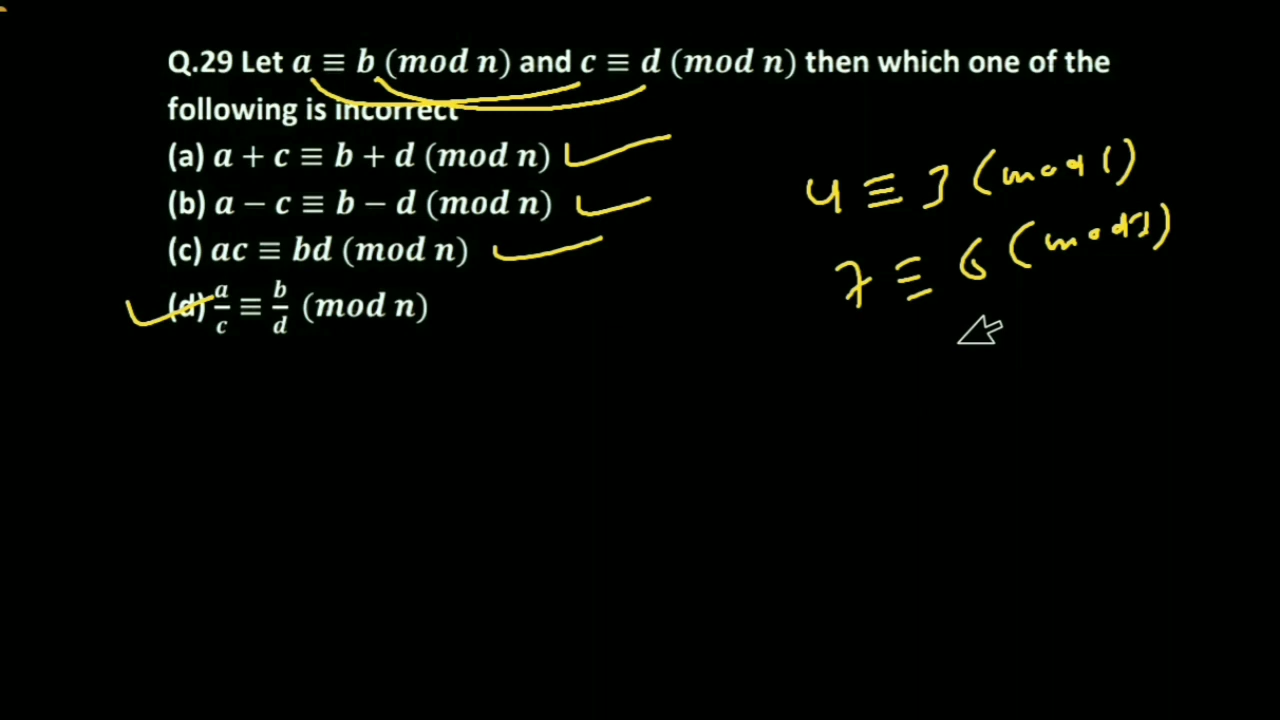 Q.29 Let a ≡ b (mod n) and c ≡ d (mod n) then which one of the
following is incorrect
(a) a + c ≡ b + d (mod n)
(b) a − c ≡ b − d (mod n)
(c) ac ≡ bd (mod n)
(d) a/c ≡ b/d (mod n)
4 ≡ 3 (mod 1)
7 ≡ 6 (mod 1)